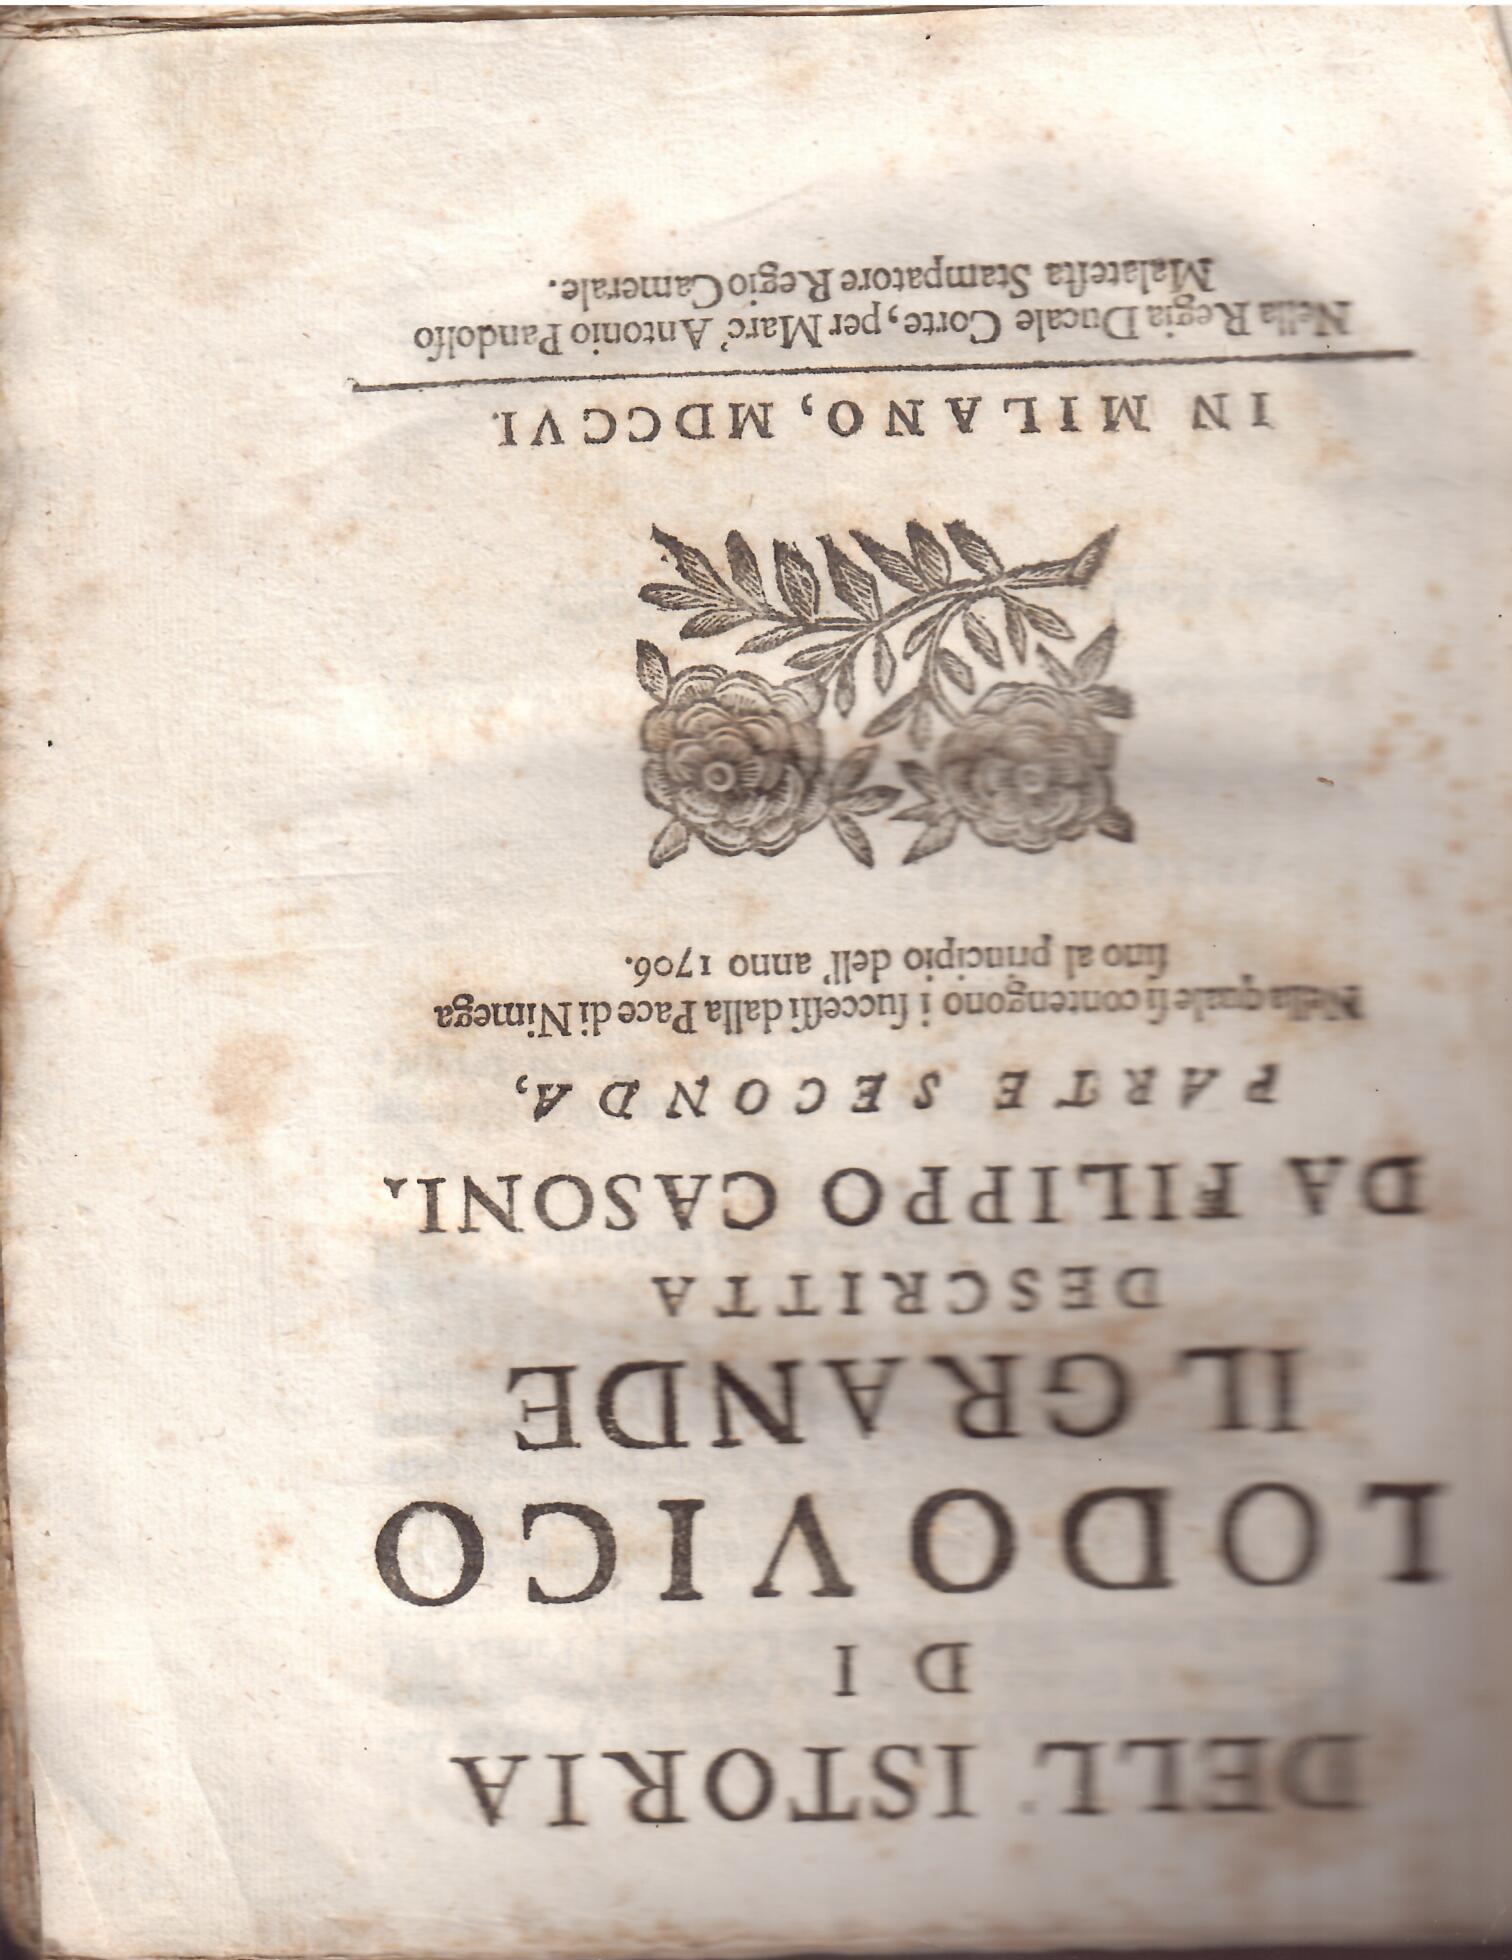 DELL' ISTORIA
DI
LODOVICO
IL GRANDE
DESCRITTA
DA FILIPPO CASONI.
PARTE SECONDA,
Nella quale ſi contengono i ſucceſſi dalla Pace di Nimega
ſino al principio dell' anno 1706.
IN MILANO, MDCCVI.
Nella Regia Ducale Corte, per Marc' Antonio Pandolfo
Malateſta Stampatore Regio Camerale.